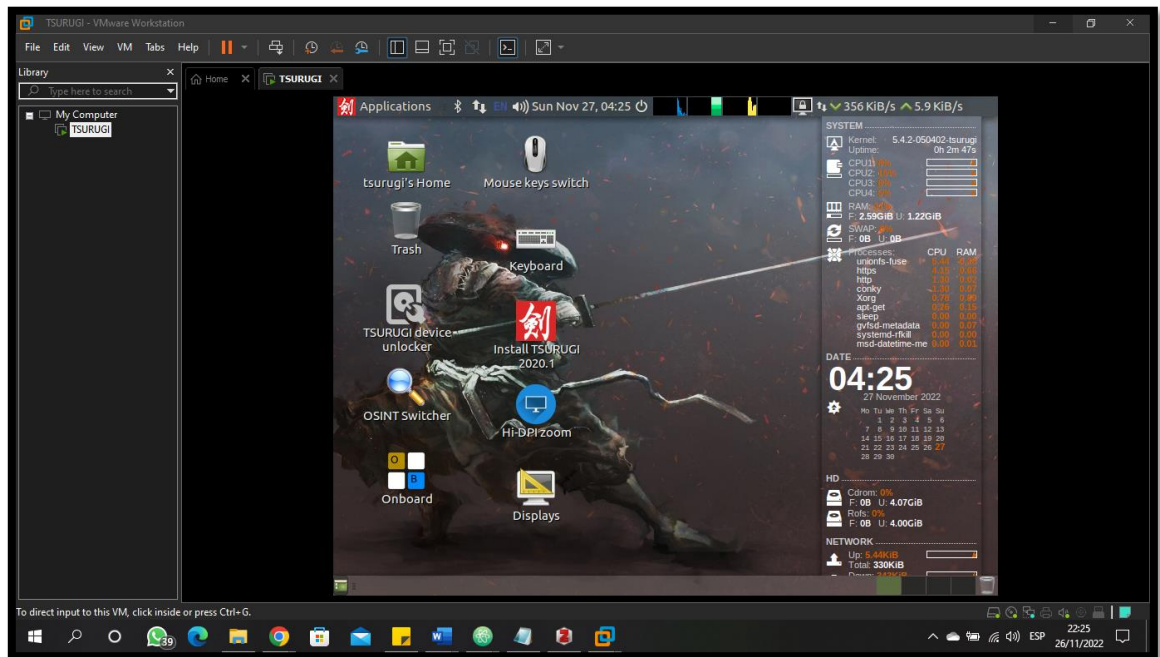 TSURUGI - VMware Workstation
File Edit View VM Tabs Help
Library
Type here to search
My Computer
TSURUGI
Home
TSURUGI
剣 Applications EN Sun Nov 27, 04:25 356 KiB/s 5.9 KiB/s
tsurugi's Home
Mouse keys switch
Trash
Keyboard
TSURUGI device unlocker
剣
Install TSURUGI
2020.1
OSINT Switcher
Hi-DPI zoom
O
B
Onboard
Displays
SYSTEM
Kernel: 5.4.2-050402-tsurugi
Uptime: 0h 2m 47s
CPU1:
CPU2:
CPU3:
CPU4:
RAM:
F: 2.59GiB U: 1.22GiB
SWAP:
F: 0B U: 0B
Processes: CPU RAM
unionfs-fuse
https
http
conky
Xorg
apt-get
sleep
gvfsd-metadata
systemd-rfkill
msd-datetime-me
DATE
04:25
27 November 2022
Mo Tu We Th Fr Sa Su
1 2 3 4 5 6
7 8 9 10 11 12 13
14 15 16 17 18 19 20
21 22 23 24 25 26 27
28 29 30
HD
Cdrom: 0%
F: 0B U: 4.07GiB
Rofs: 0%
F: 0B U: 4.00GiB
NETWORK
Up: 5.44KiB
Total: 330KiB
To direct input to this VM, click inside or press Ctrl+G.
39
ESP
22:25
26/11/2022